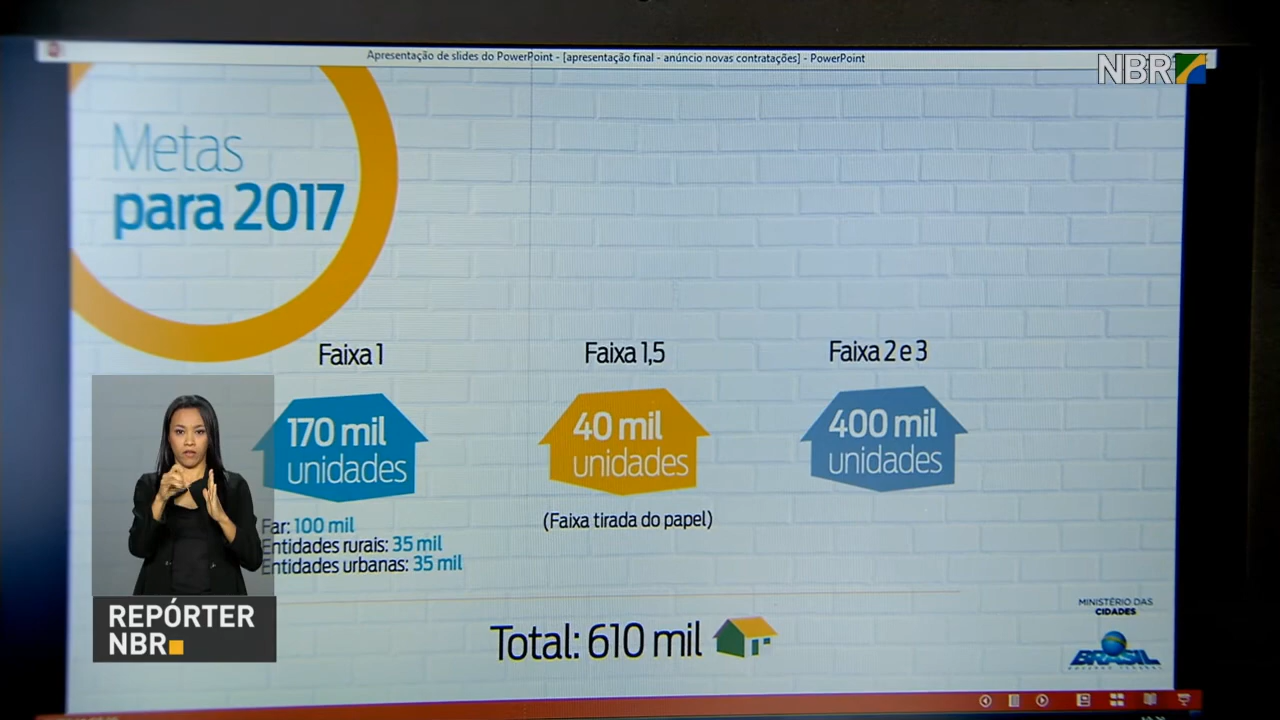 Apresentação de slides do PowerPoint - [apresentação final - anúncio novas contratações] - PowerPoint
NBR
Metas
para 2017
Faixa 1
Faixa 1,5
Faixa 2 e 3
170 mil
unidades
40 mil
unidades
400 mil
unidades
Far: 100 mil
Entidades rurais: 35 mil
Entidades urbanas: 35 mil
(Faixa tirada do papel)
Total: 610 mil
MINISTÉRIO DAS
CIDADES
BRASIL
GOVERNO FEDERAL
REPÓRTER
NBR